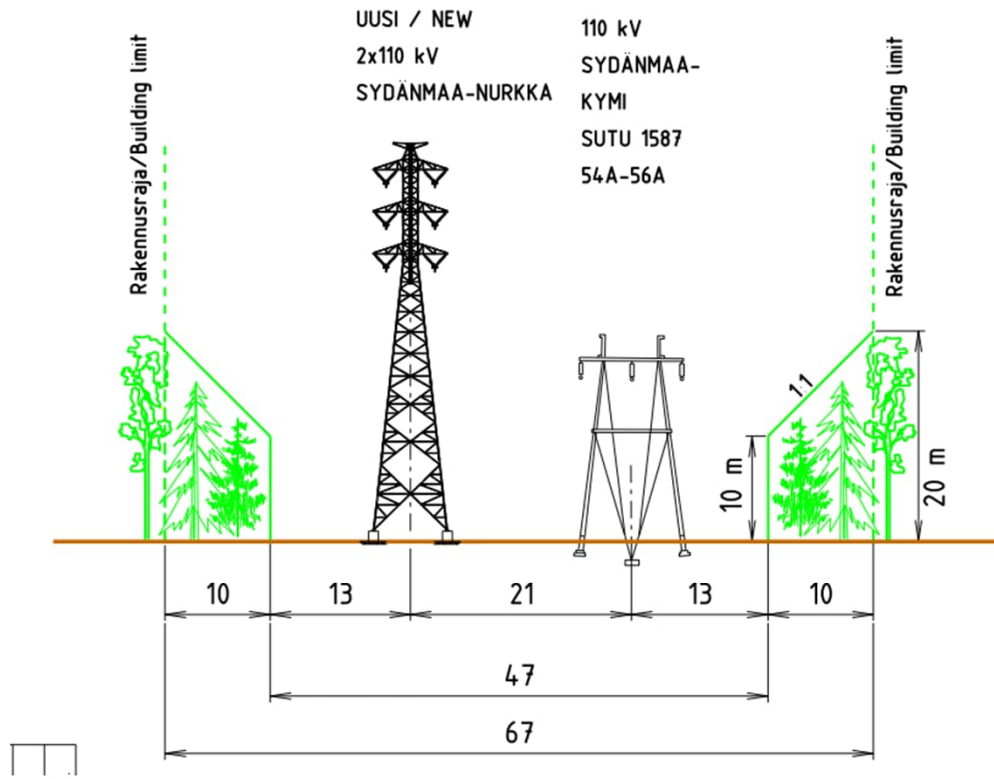 UUSI / NEW
2x110 kV
SYDÄNMAA-NURKKA
110 kV
SYDÄNMAA-
KYMI
SUTU 1587
54A-56A
Rakennusraja/Building limit
Rakennusraja/Building limit
1:1
10 m
20 m
10
13
21
13
10
47
67